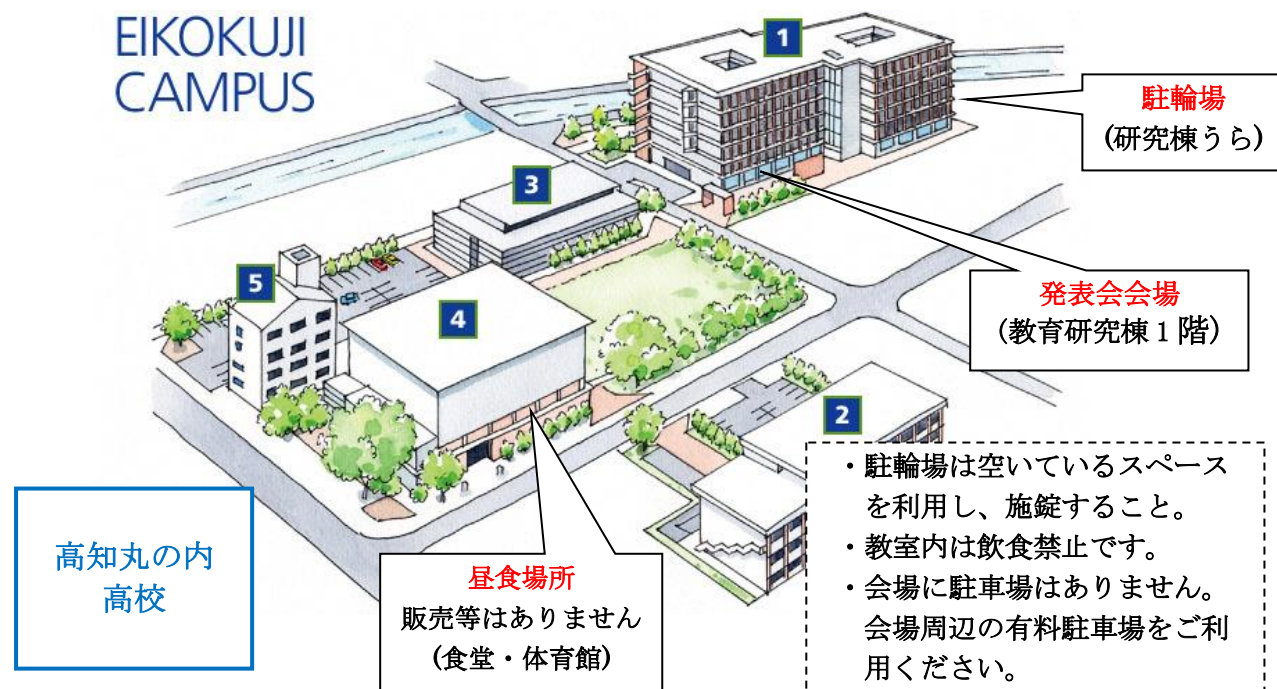 EIKOKUJI
CAMPUS
1
駐輪場
(研究棟うら)
3
5
発表会会場
(教育研究棟1階)
4
2
・駐輪場は空いているスペース
を利用し、施錠すること。
・教室内は飲食禁止です。
・会場に駐車場はありません。
会場周辺の有料駐車場をご利
用ください。
高知丸の内
高校
昼食場所
販売等はありません
(食堂・体育館)